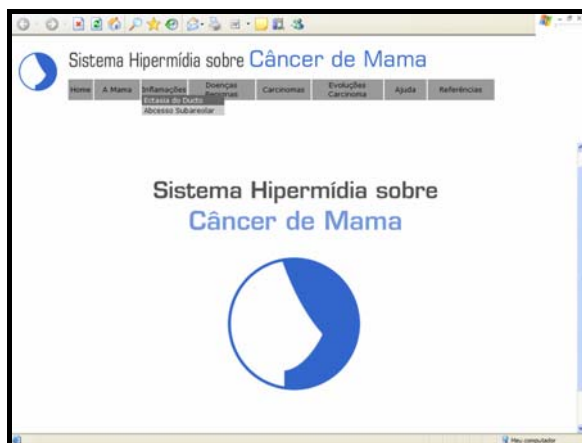 Sistema Hipermídia sobre Câncer de Mama
Home A Mama Inflamações Doenças Benignas Carcinomas Evoluções Carcinoma Ajuda Referências
Ectasia do Ducto
Abcesso Subareolar
Sistema Hipermídia sobre
Câncer de Mama
Meu computador